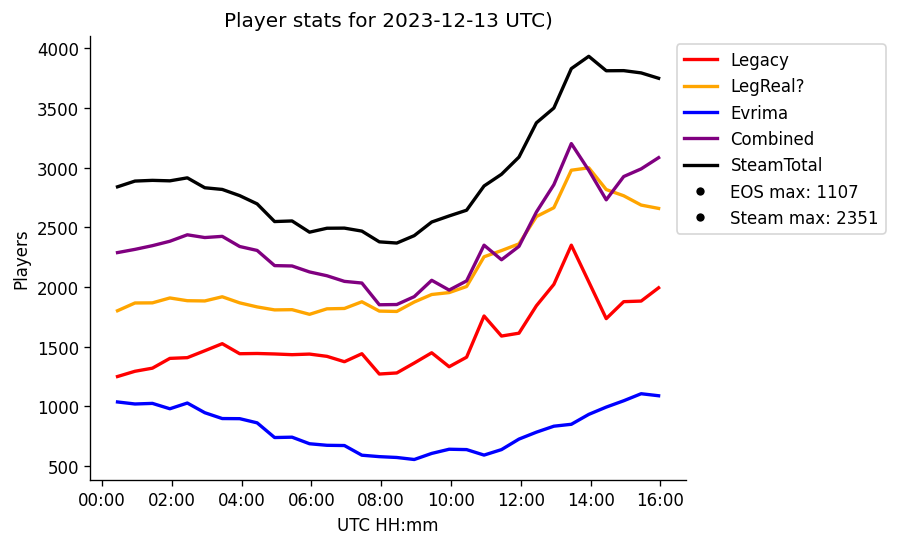 Player stats for 2023-12-13 UTC)
4000
3500
3000
2500
2000
1500
1000
500
Players
00:00 02:00 04:00 06:00 08:00 10:00 12:00 14:00 16:00
UTC HH:mm
Legacy
LegReal?
Evrima
Combined
SteamTotal
EOS max: 1107
Steam max: 2351